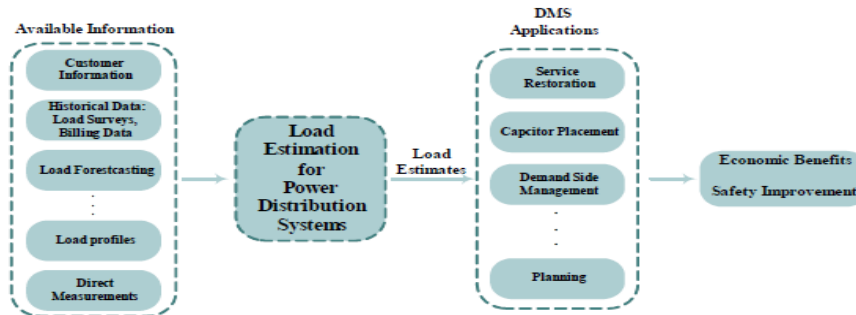 Available Information
Customer
Information
Historical Data:
Load Surveys,
Billing Data
Load Forestcasting
Load profiles
Direct
Measurements
Load
Estimation
for
Power
Distribution
Systems
Load
Estimates
DMS
Applications
Service
Restoration
Capcitor Placement
Demand Side
Management
Planning
Economic Benefits
Safety Improvement